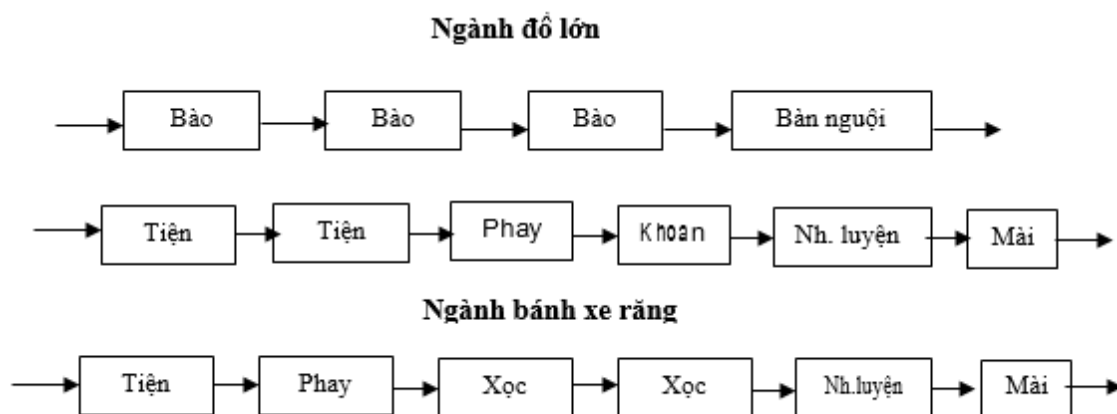 Ngành đồ lớn
Bào Bào Bào Bàn nguội
Tiện Tiện Phay Khoan Nh. luyện Mài
Ngành bánh xe răng
Tiện Phay Xọc Xọc Nh.luyện Mài